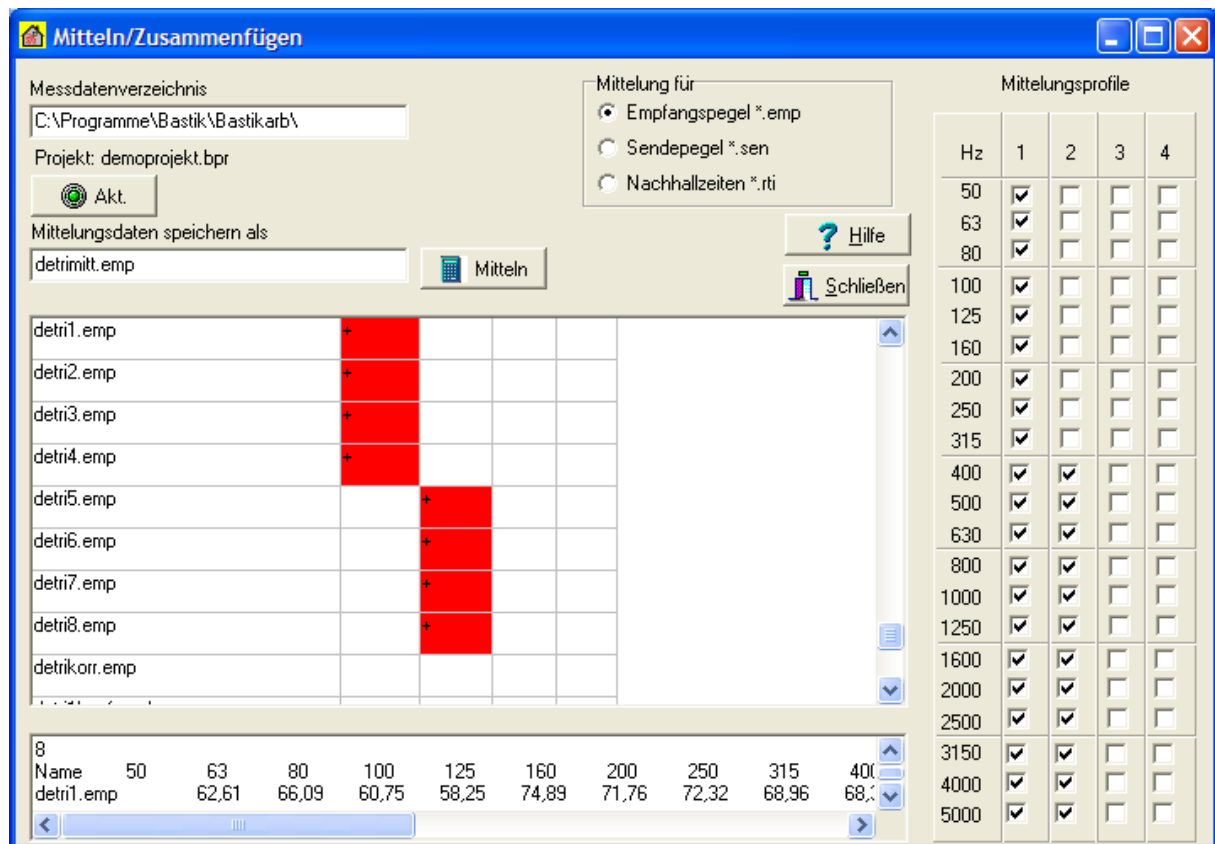 Mitteln/Zusammenfügen
Messdatenverzeichnis
C:\Programme\Bastik\Bastikarb\
Projekt: demoprojekt.bpr
Akt.
Mittelungsdaten speichern als
detrimitt.emp
Mitteln
Mittelung für
Empfangspegel *.emp
Sendepegel *.sen
Nachhallzeiten *.rti
Hilfe
Schließen
detri1.emp +
detri2.emp +
detri3.emp +
detri4.emp +
detri5.emp +
detri6.emp +
detri7.emp +
detri8.emp +
detrikorr.emp
8
Name 50 63 80 100 125 160 200 250 315
detri1.emp 62,61 66,09 60,75 58,25 74,89 71,76 72,32 68,96
Mittelungsprofile
Hz 1 2 3 4
50
63
80
100
125
160
200
250
315
400
500
630
800
1000
1250
1600
2000
2500
3150
4000
5000